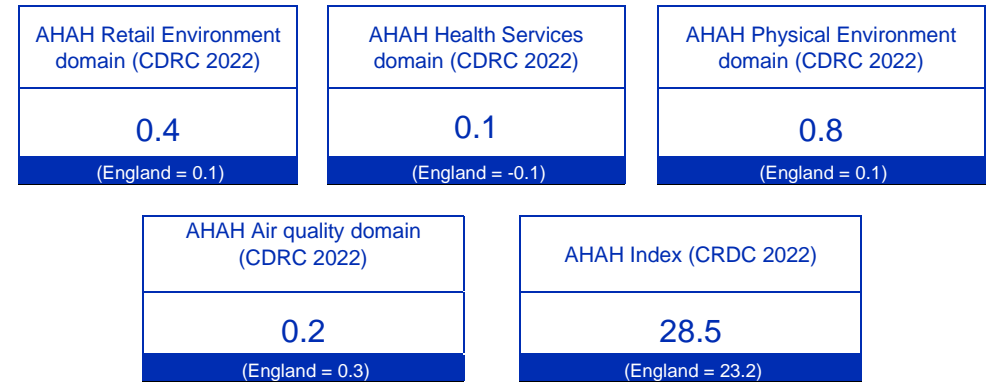 AHAH Retail Environment
domain (CDRC 2022)
0.4
(England = 0.1)
AHAH Health Services
domain (CDRC 2022)
0.1
(England = -0.1)
AHAH Physical Environment
domain (CDRC 2022)
0.8
(England = 0.1)
AHAH Air quality domain
(CDRC 2022)
0.2
(England = 0.3)
AHAH Index (CRDC 2022)
28.5
(England = 23.2)